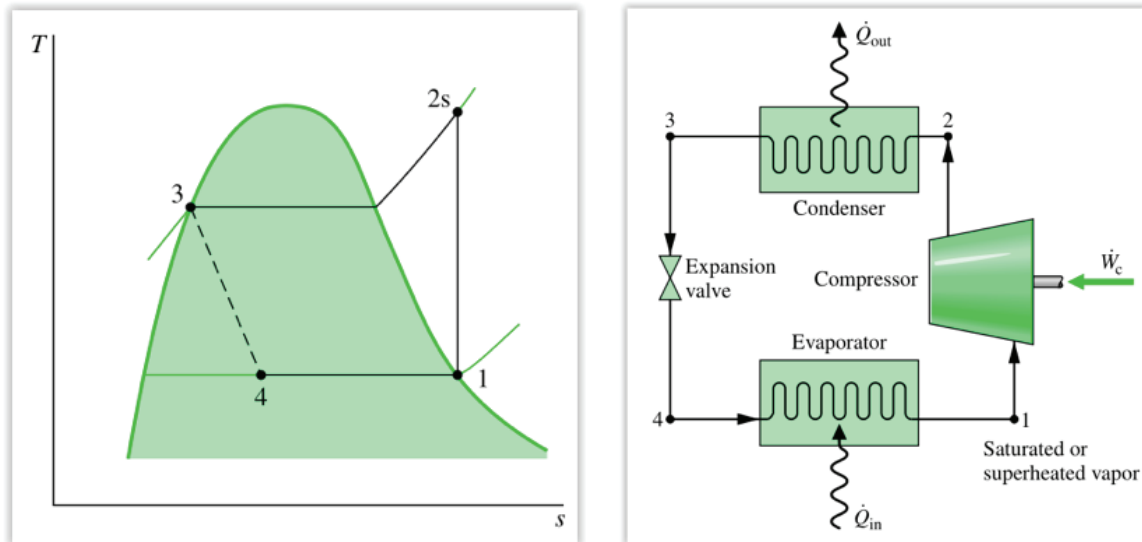 T
2s
3
4
1
s
Q̇out
3
2
Condenser
Expansion
valve
Compressor
Ẇc
Evaporator
4
1
Saturated or
superheated vapor
Q̇in